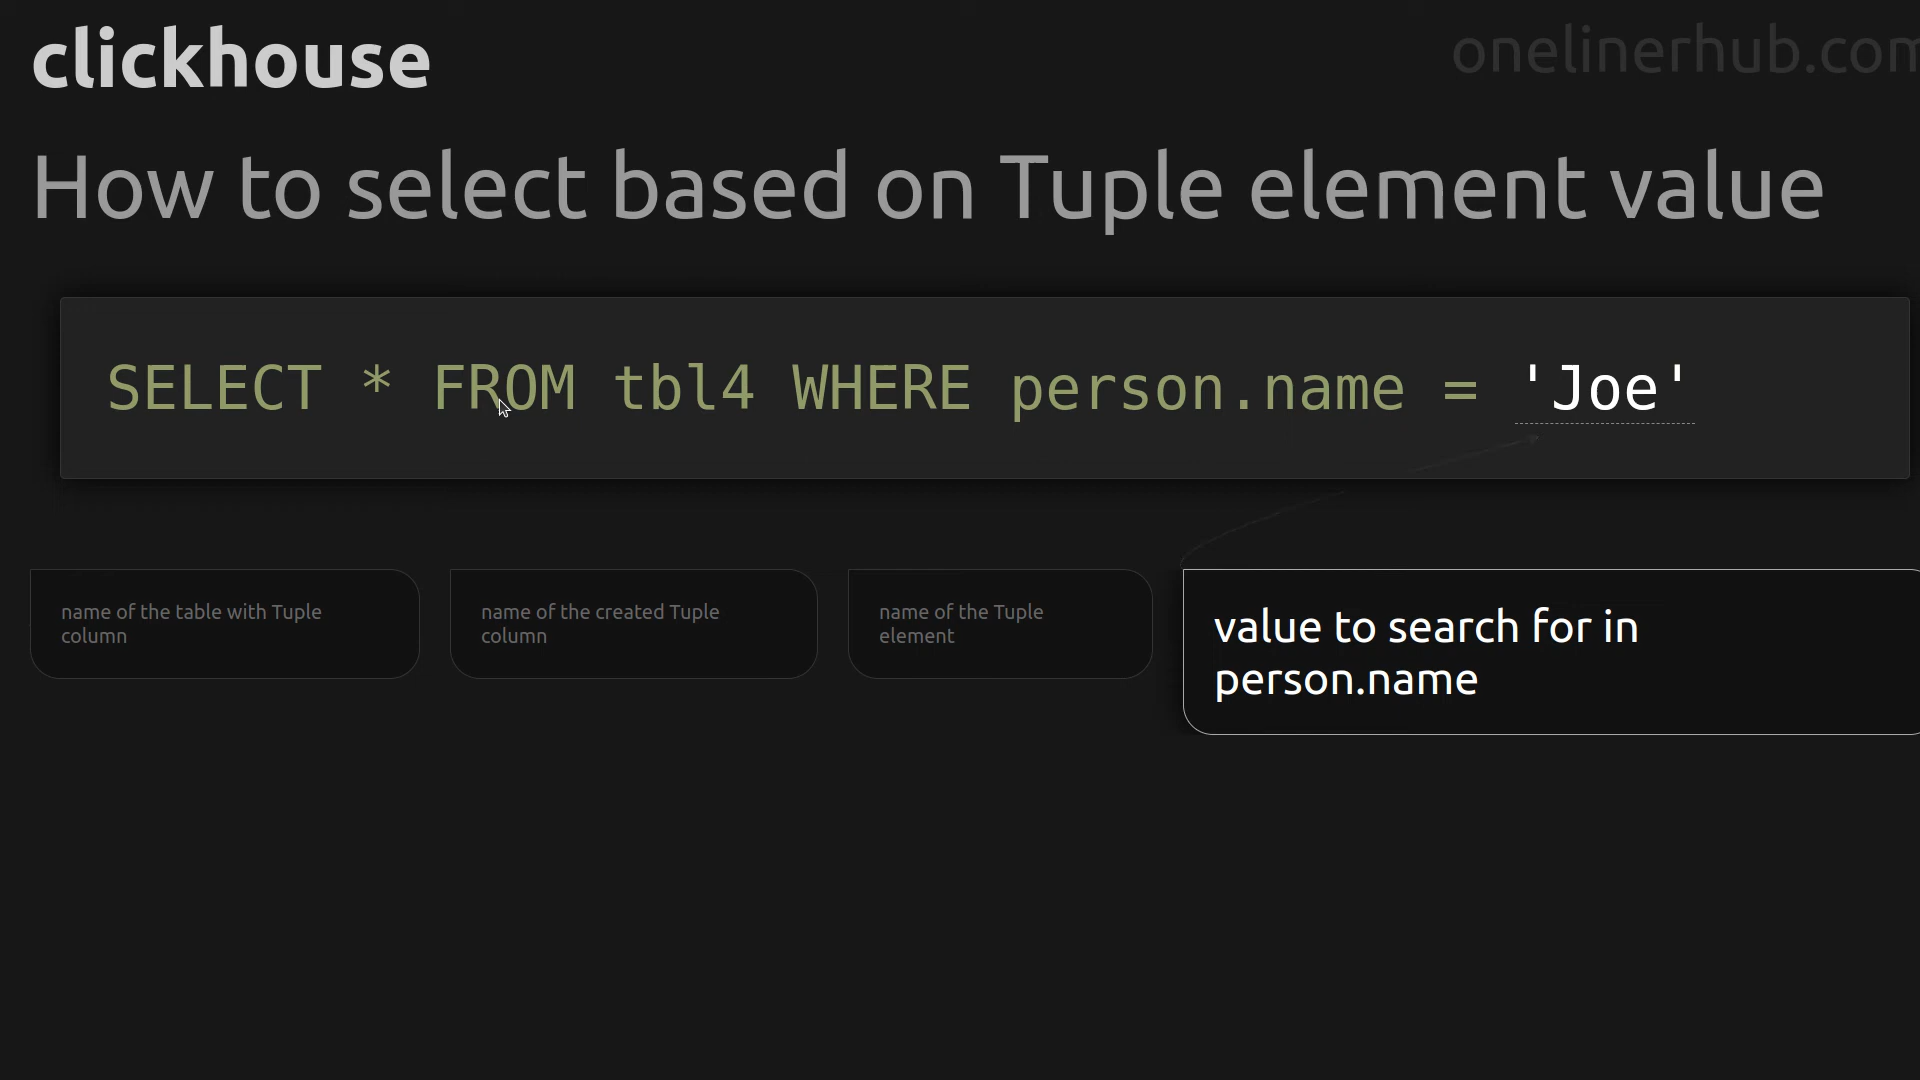 clickhouse
onelinerhub.com
How to select based on Tuple element value
SELECT * FROM tbl4 WHERE person.name = 'Joe'
name of the table with Tuple
column
name of the created Tuple
column
name of the Tuple
element
value to search for in
person.name